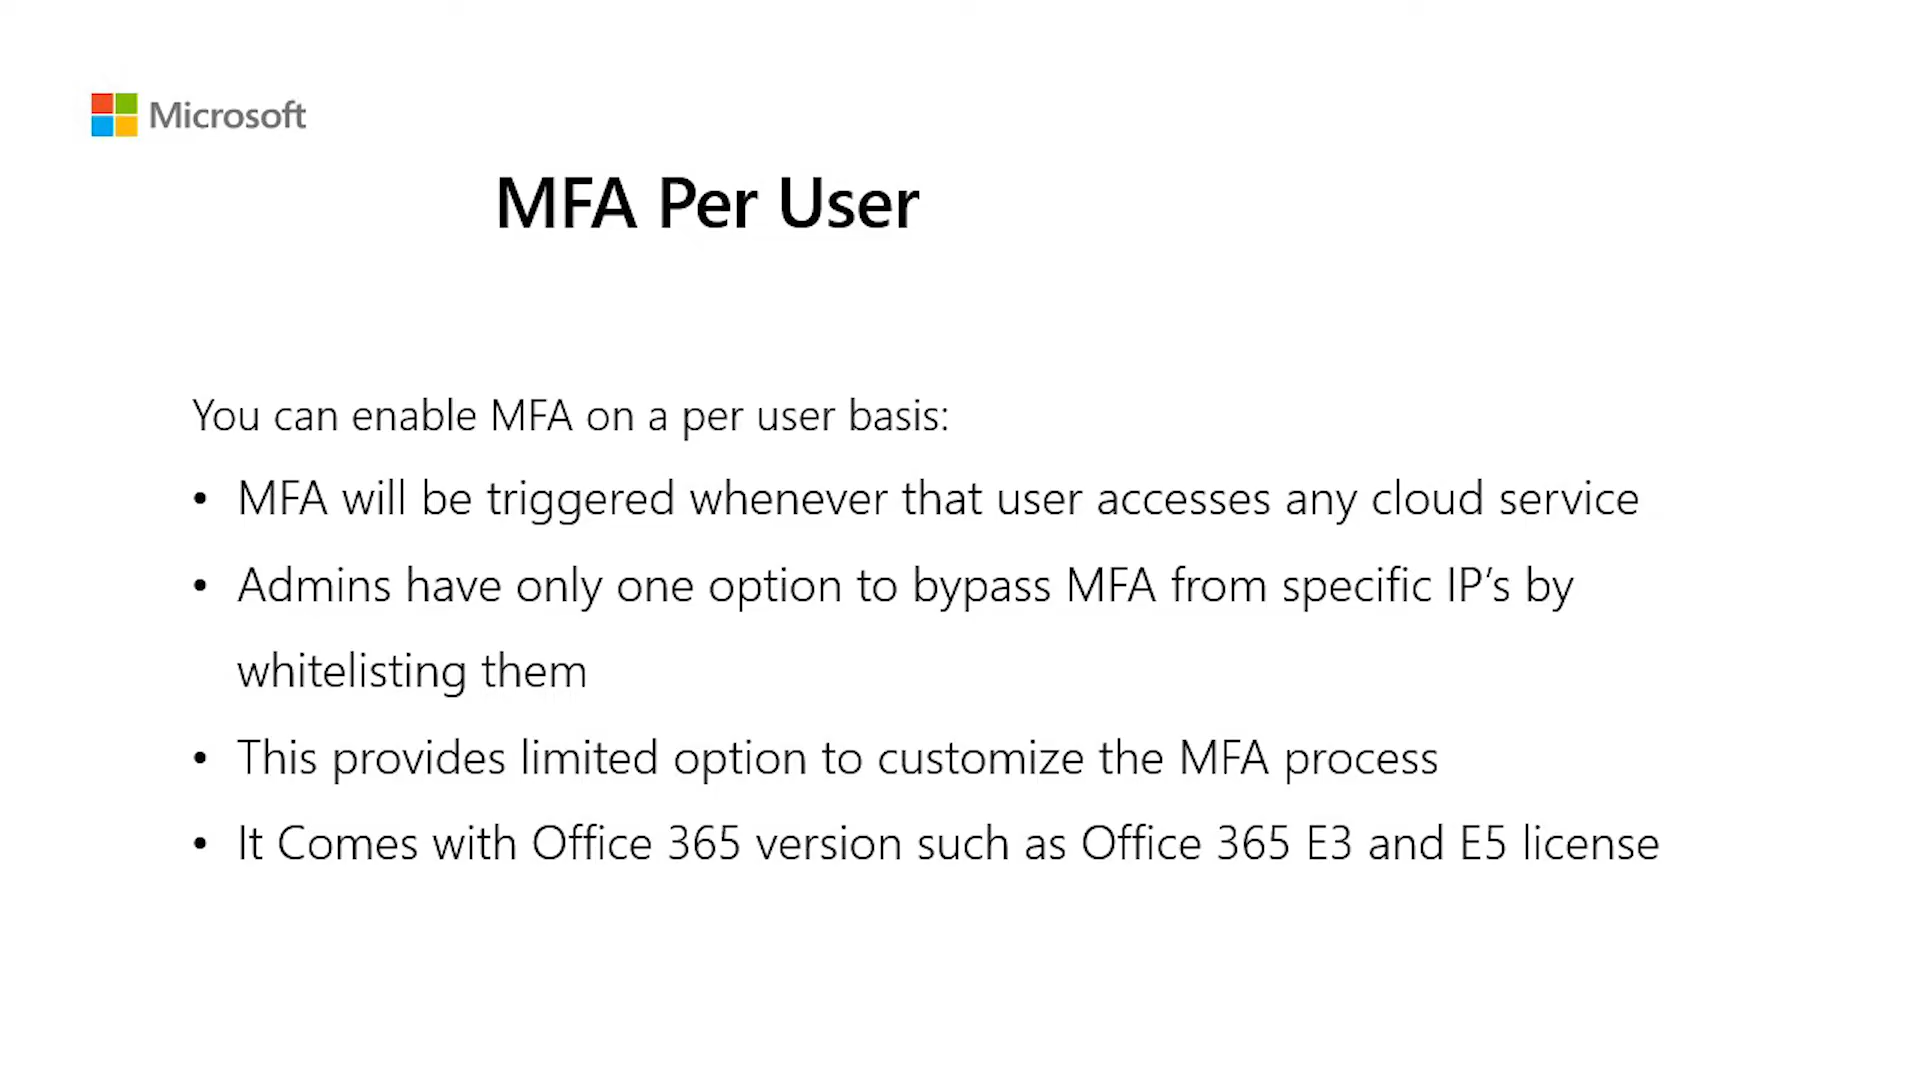 Microsoft
MFA Per User
You can enable MFA on a per user basis:
• MFA will be triggered whenever that user accesses any cloud service
• Admins have only one option to bypass MFA from specific IP’s by
whitelisting them
• This provides limited option to customize the MFA process
• It Comes with Office 365 version such as Office 365 E3 and E5 license